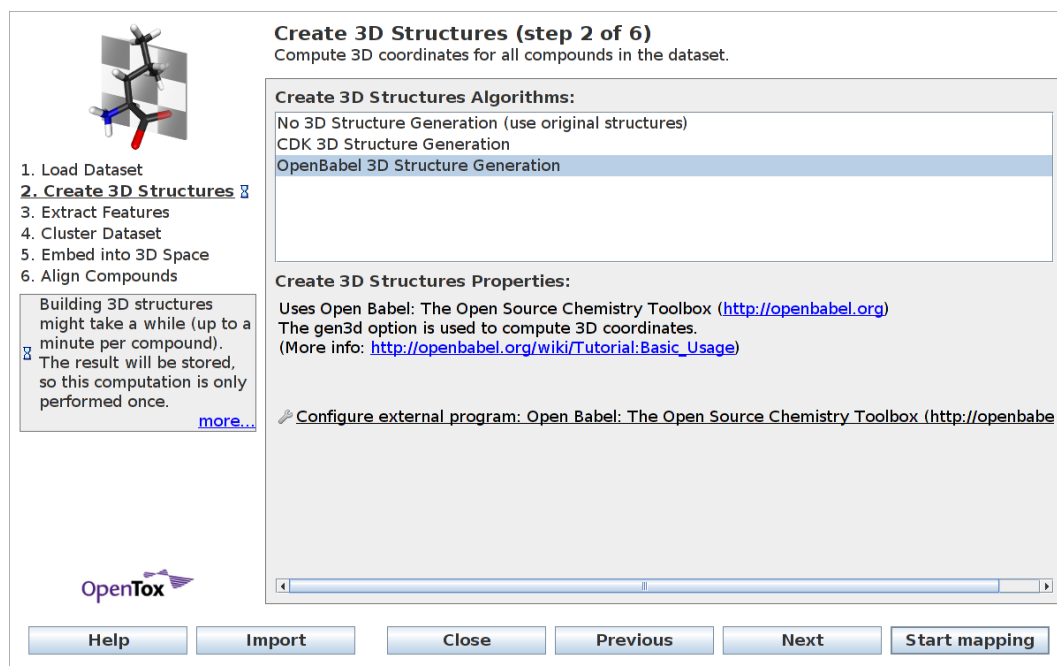 Create 3D Structures (step 2 of 6)
Compute 3D coordinates for all compounds in the dataset.
1. Load Dataset
2. Create 3D Structures
3. Extract Features
4. Cluster Dataset
5. Embed into 3D Space
6. Align Compounds
Building 3D structures
might take a while (up to a
minute per compound).
The result will be stored,
so this computation is only
performed once.
more...
OpenTox
Create 3D Structures Algorithms:
No 3D Structure Generation (use original structures)
CDK 3D Structure Generation
OpenBabel 3D Structure Generation
Create 3D Structures Properties:
Uses Open Babel: The Open Source Chemistry Toolbox (http://openbabel.org)
The gen3d option is used to compute 3D coordinates.
(More info: http://openbabel.org/wiki/Tutorial:Basic_Usage)
Configure external program: Open Babel: The Open Source Chemistry Toolbox (http://openbabe
Help
Import
Close
Previous
Next
Start mapping